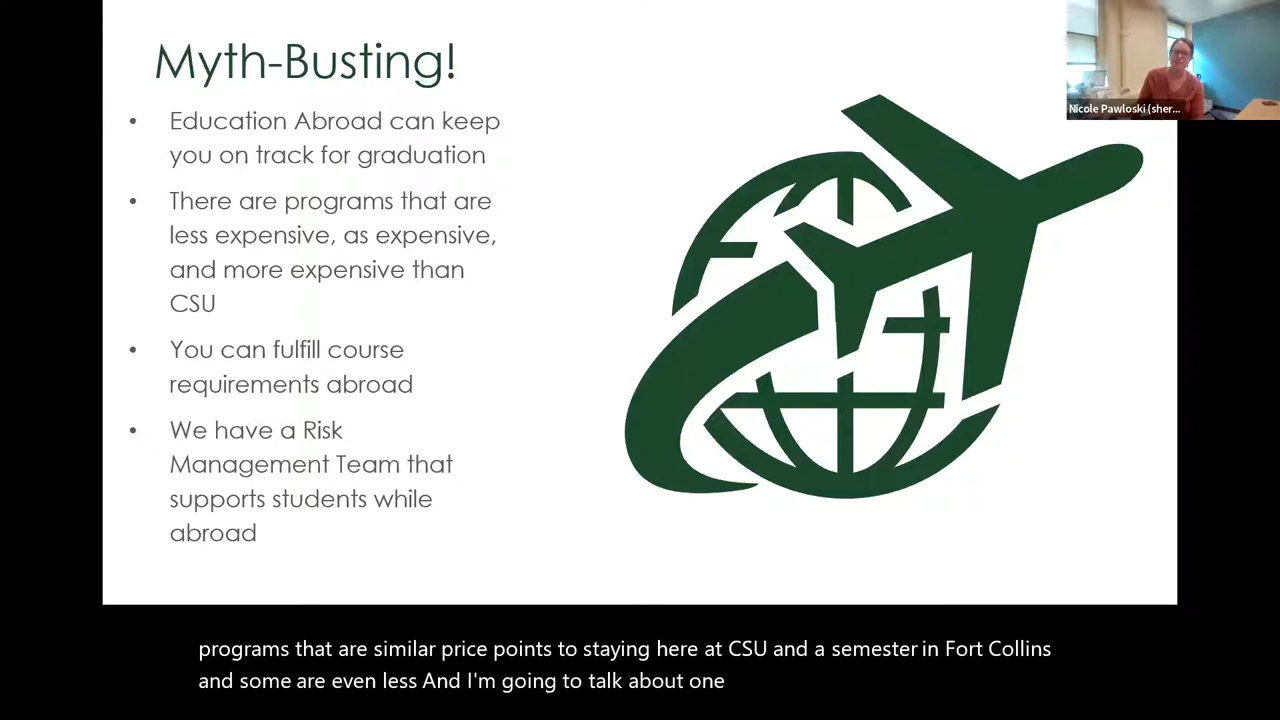 Myth-Busting!
• Education Abroad can keep
you on track for graduation
• There are programs that are
less expensive, as expensive,
and more expensive than
CSU
• You can fulfill course
requirements abroad
• We have a Risk
Management Team that
supports students while
abroad
Nicole Pawloski (sher...
programs that are similar price points to staying here at CSU and a semester in Fort Collins
and some are even less And I'm going to talk about one